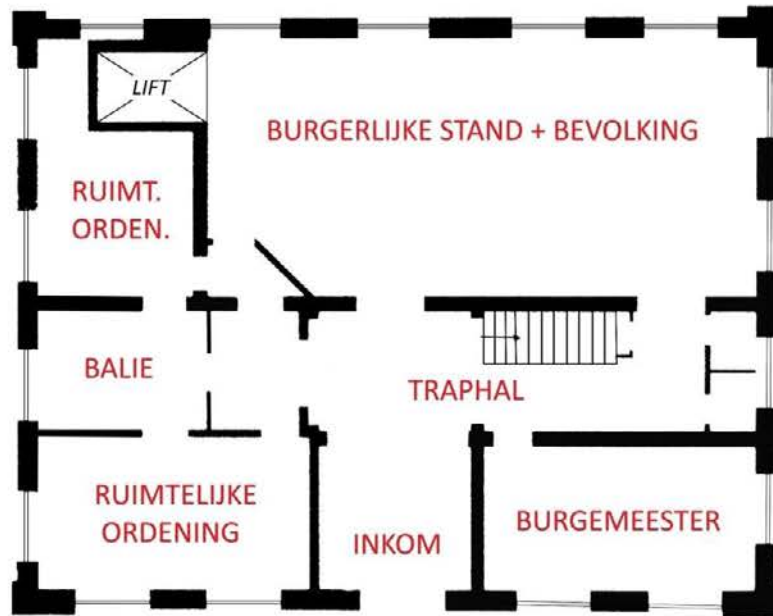 LIFT
BURGERLIJKE STAND + BEVOLKING
RUIMT.
ORDEN.
BALIE
TRAPHAL
RUIMTELIJKE
ORDENING
INKOM
BURGEMEESTER